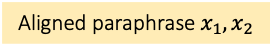 Aligned paraphrase 𝒙₁, 𝒙₂